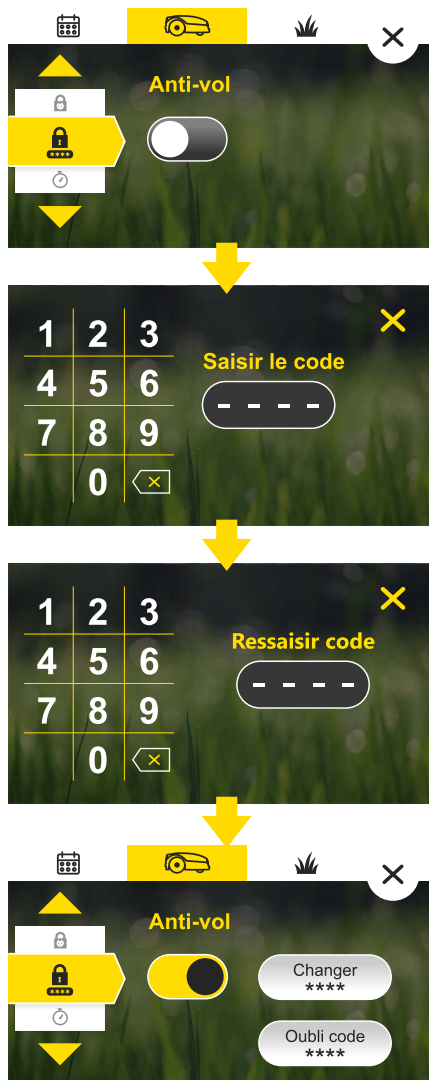 Anti-vol
****
1 2 3
Saisir le code
4 5 6
- - - -
7 8 9
0
1 2 3
Ressaisir code
4 5 6
- - - -
7 8 9
0
Anti-vol
Changer
****
****
Oubli code
****